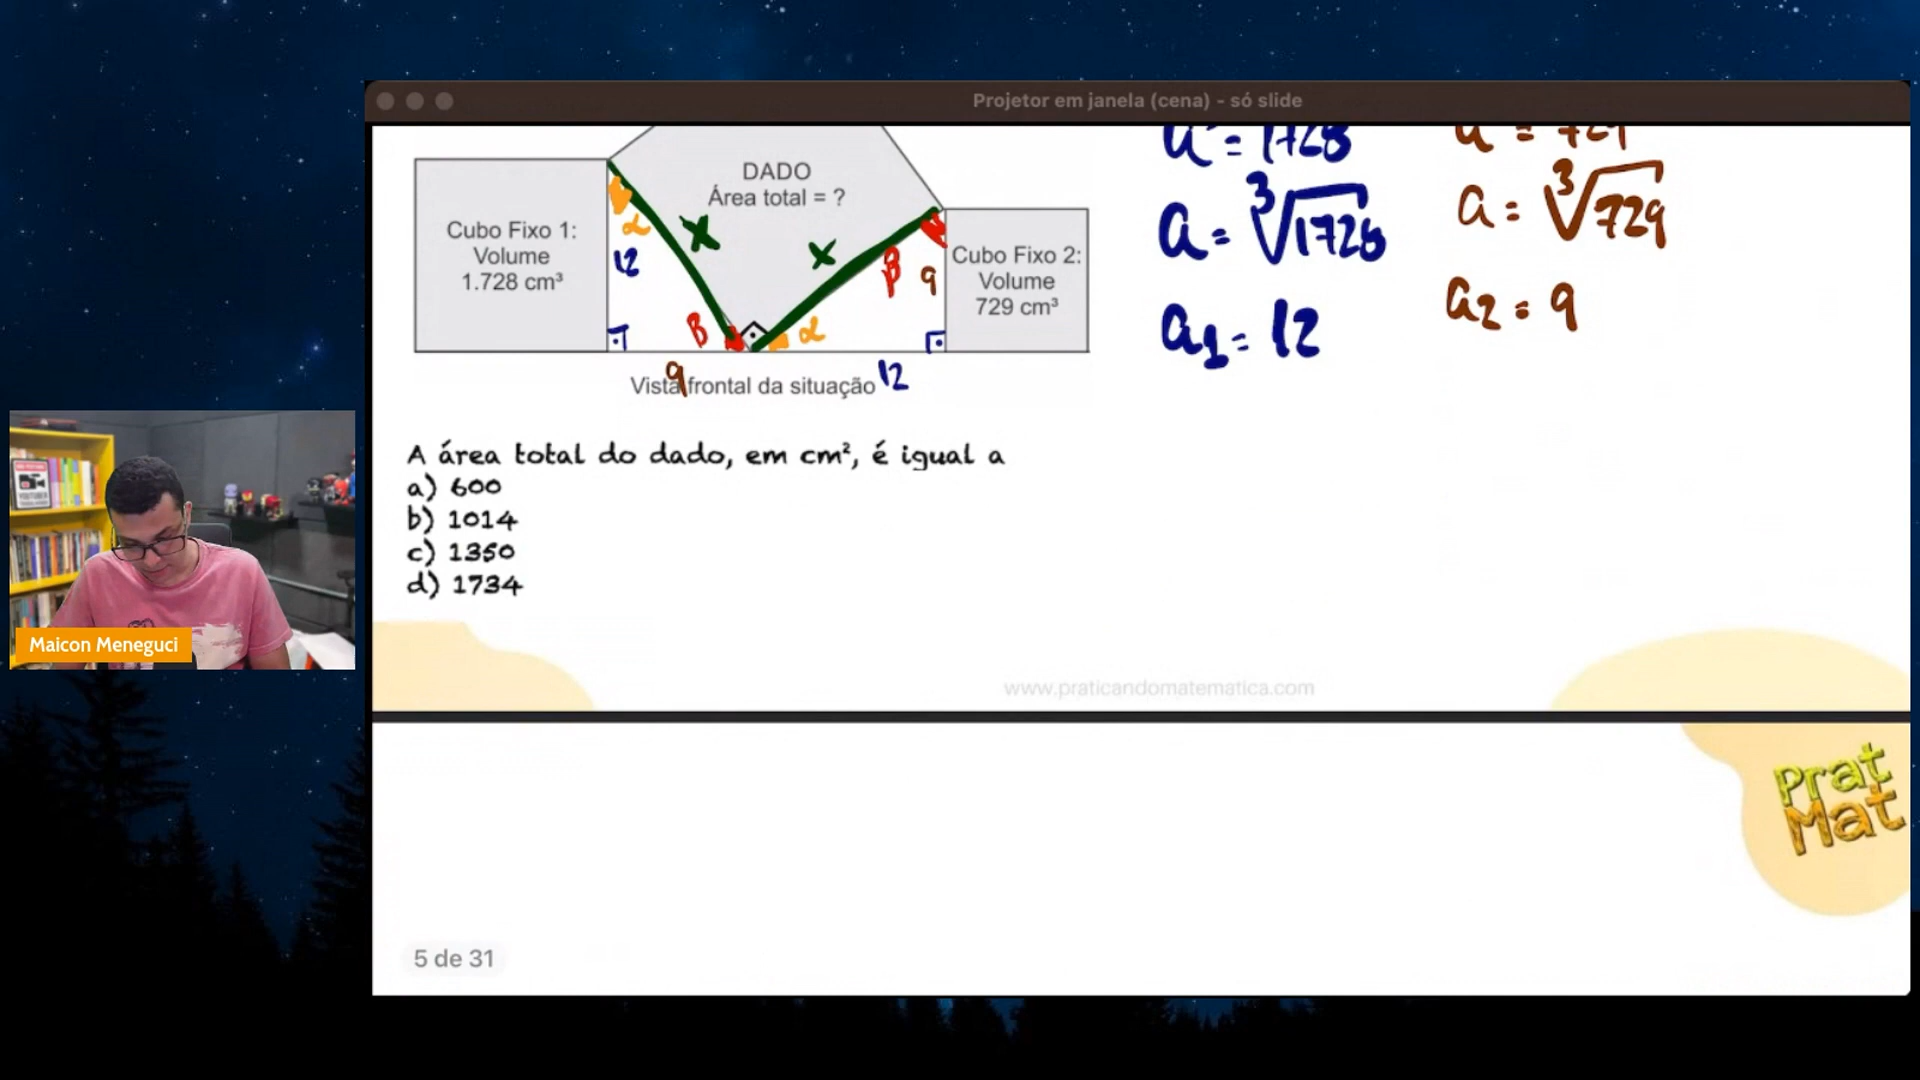 Projetor em janela (cena) - só slide
a³ = 1728
a = ∛1728
a₁ = 12
a = ∛729
a₂ = 9
DADO
Área total = ?
Cubo Fixo 1:
Volume
1.728 cm³
Cubo Fixo 2:
Volume
729 cm³
α
12
x
x
β
9
β
α
9
12
Vista frontal da situação
A área total do dado, em cm², é igual a
a) 600
b) 1014
c) 1350
d) 1734
Maicon Meneguci
www.praticandomatematica.com
Prat
Mat
5 de 31